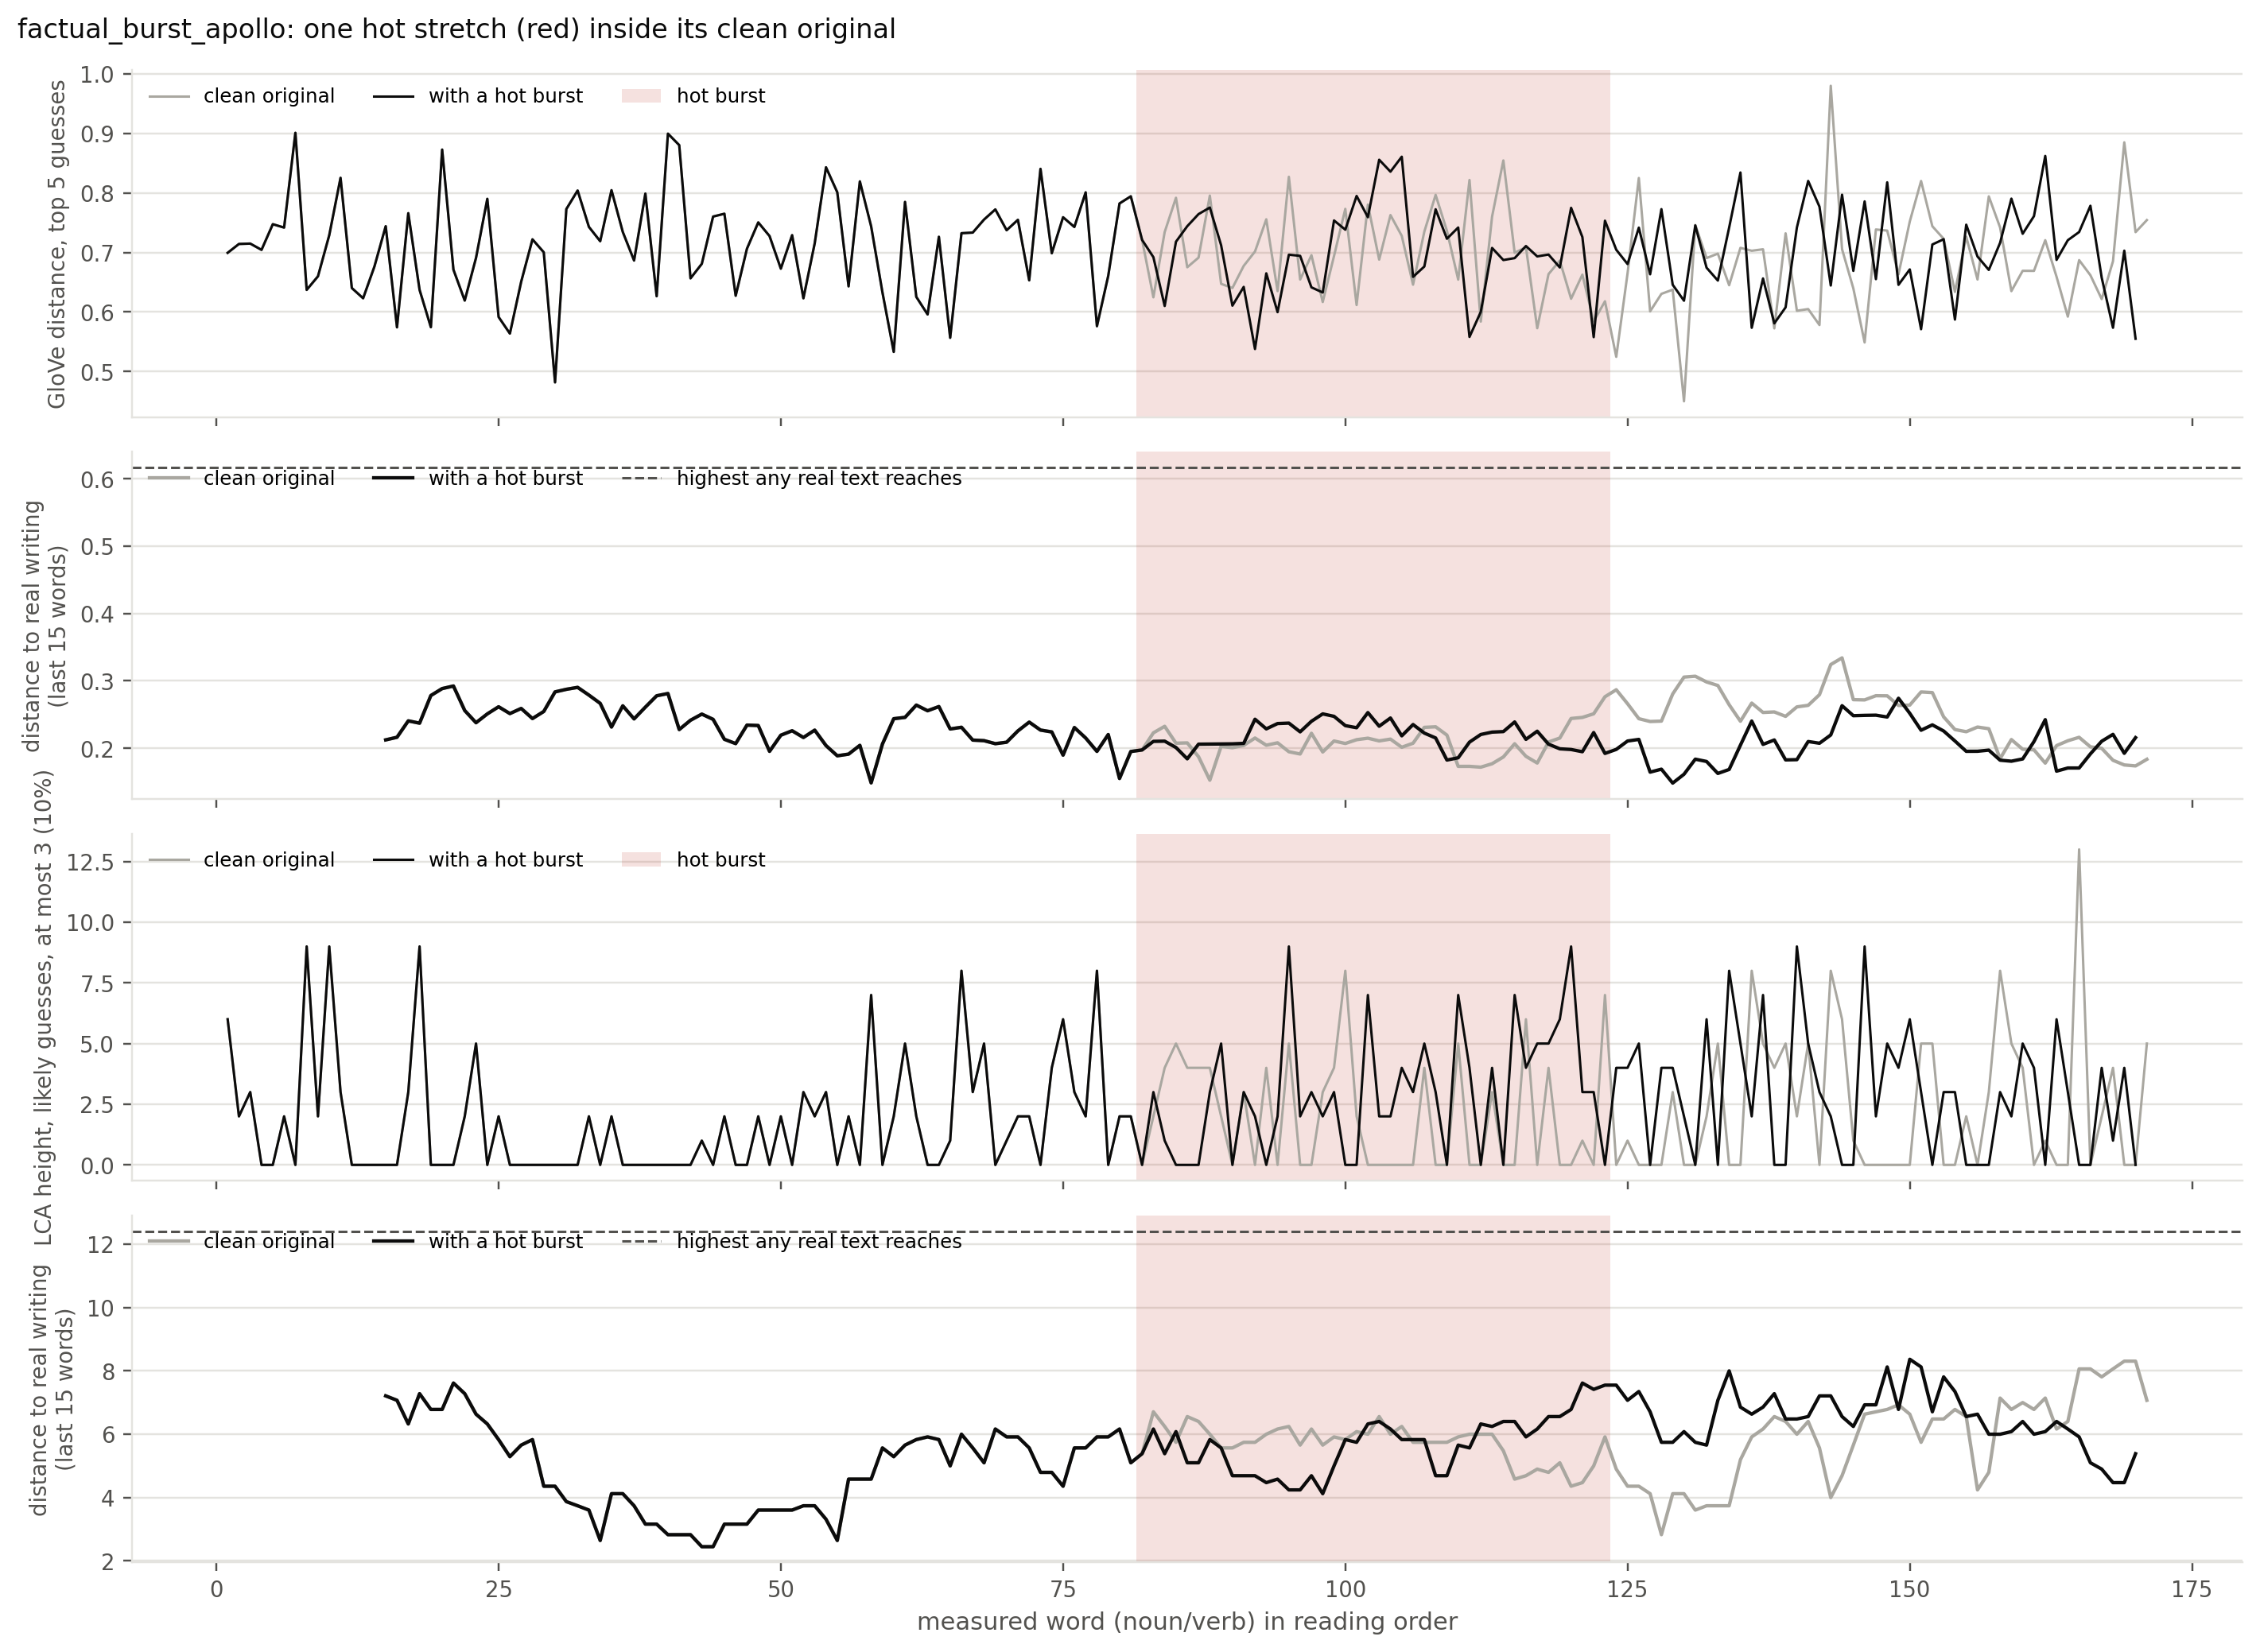 factual_burst_apollo: one hot stretch (red) inside its clean original
GloVe distance, top 5 guesses
1.0
0.9
0.8
0.7
0.6
0.5
clean original with a hot burst hot burst
distance to real writing
(last 15 words)
0.6
0.5
0.4
0.3
0.2
clean original with a hot burst highest any real text reaches
LCA height, likely guesses, at most 3 (10%)
12.5
10.0
7.5
5.0
2.5
0.0
clean original with a hot burst hot burst
distance to real writing
(last 15 words)
12
10
8
6
4
2
clean original with a hot burst highest any real text reaches
0 25 50 75 100 125 150 175
measured word (noun/verb) in reading order